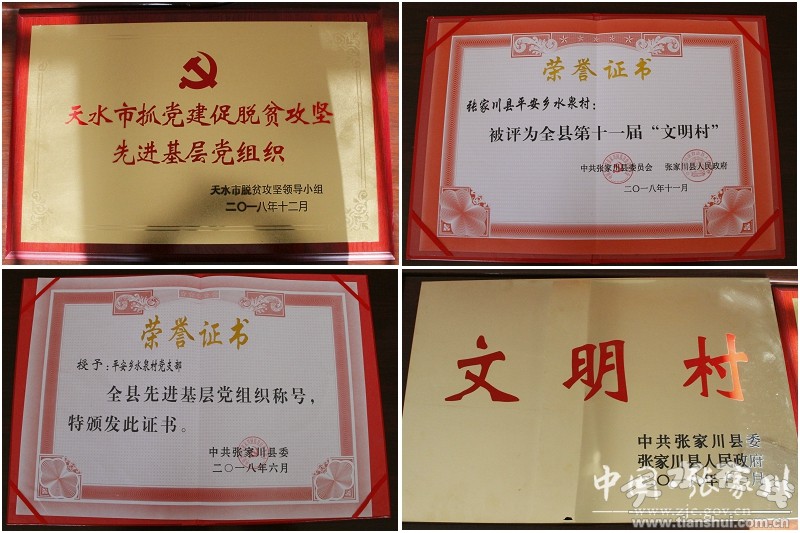 天水市抓党建促脱贫攻坚
先进基层党组织
天水市脱贫攻坚领导小组
二〇一八年十二月
荣誉证书
张家川县平安乡水泉村:
被评为全县第十一届“文明村”
中共张家川县委员会 张家川县人民政府
二〇一八年十一月
荣誉证书
授予:平安乡水泉村党支部
全县先进基层党组织称号,
特颁发此证书。
中共张家川县委
二〇一八年六月
文明村
中共张家川县委
张家川县人民政府
中国·张家川
www.zjc.gov.cn
www.tianshui.com.cn